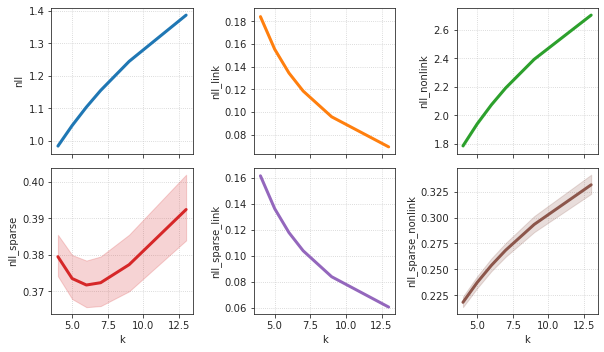 nll
1.4
1.3
1.2
1.1
1.0
nll_link
0.18
0.16
0.14
0.12
0.10
0.08
nll_nonlink
2.6
2.4
2.2
2.0
1.8
nll_sparse
0.40
0.39
0.38
0.37
5.0 7.5 10.0 12.5
k
nll_sparse_link
0.16
0.14
0.12
0.10
0.08
0.06
5.0 7.5 10.0 12.5
k
nll_sparse_nonlink
0.325
0.300
0.275
0.250
0.225
5.0 7.5 10.0 12.5
k